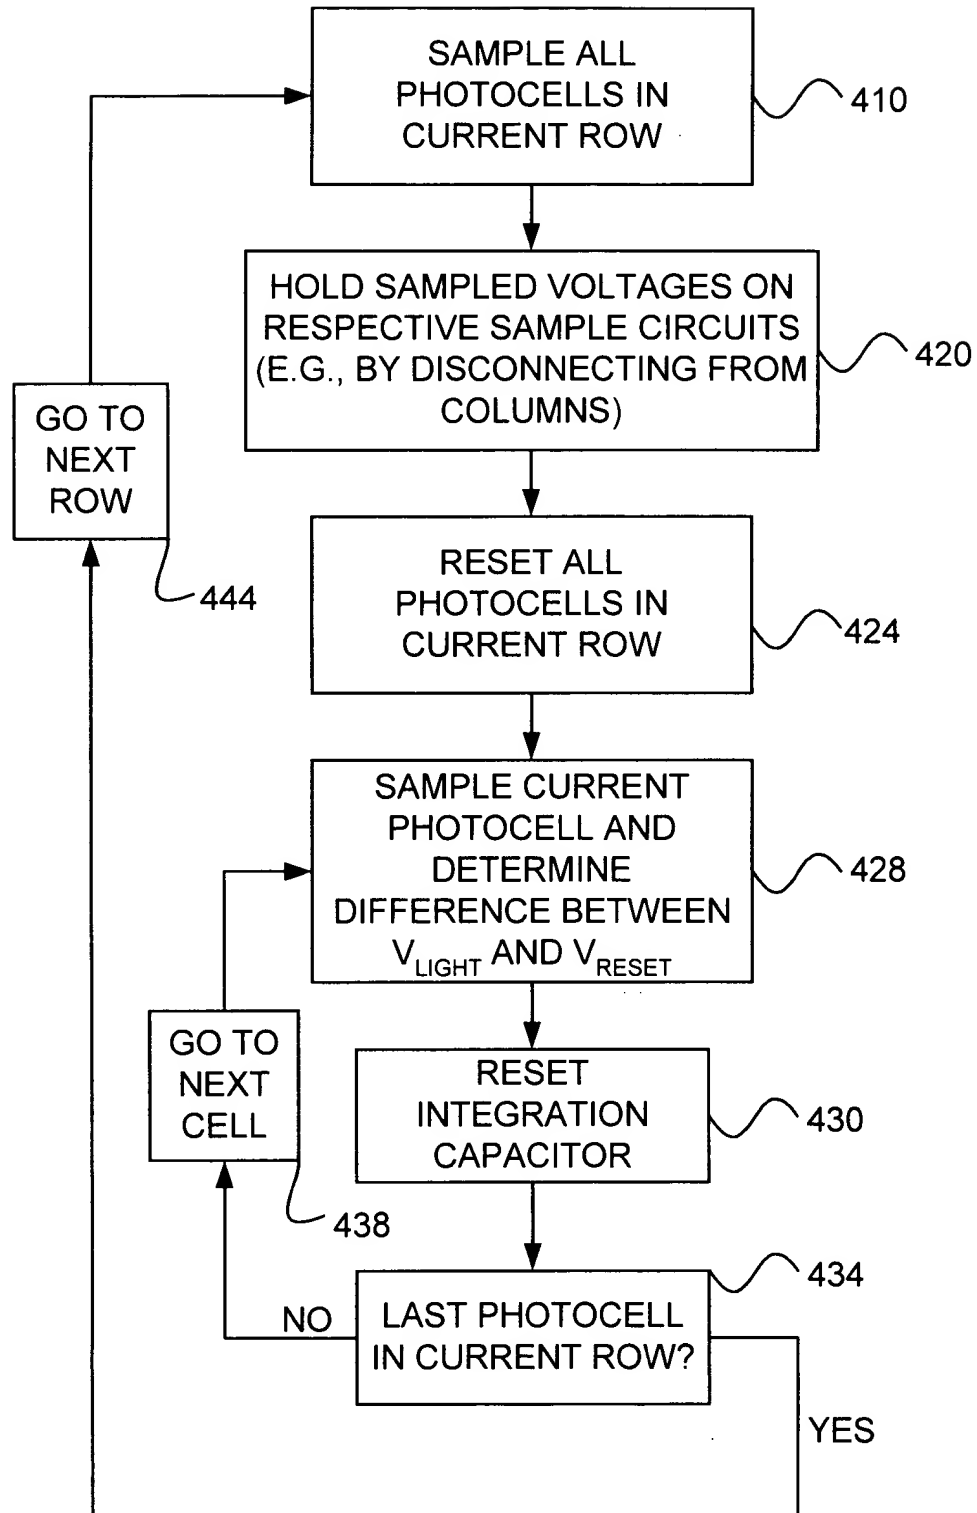 SAMPLE ALL
PHOTOCELLS IN
CURRENT ROW
410
HOLD SAMPLED VOLTAGES ON
RESPECTIVE SAMPLE CIRCUITS
(E.G., BY DISCONNECTING FROM
COLUMNS)
420
GO TO
NEXT
ROW
444
RESET ALL
PHOTOCELLS IN
CURRENT ROW
424
SAMPLE CURRENT
PHOTOCELL AND
DETERMINE
DIFFERENCE BETWEEN
V_LIGHT AND V_RESET
428
GO TO
NEXT
CELL
438
RESET
INTEGRATION
CAPACITOR
430
LAST PHOTOCELL
IN CURRENT ROW?
434
NO
YES